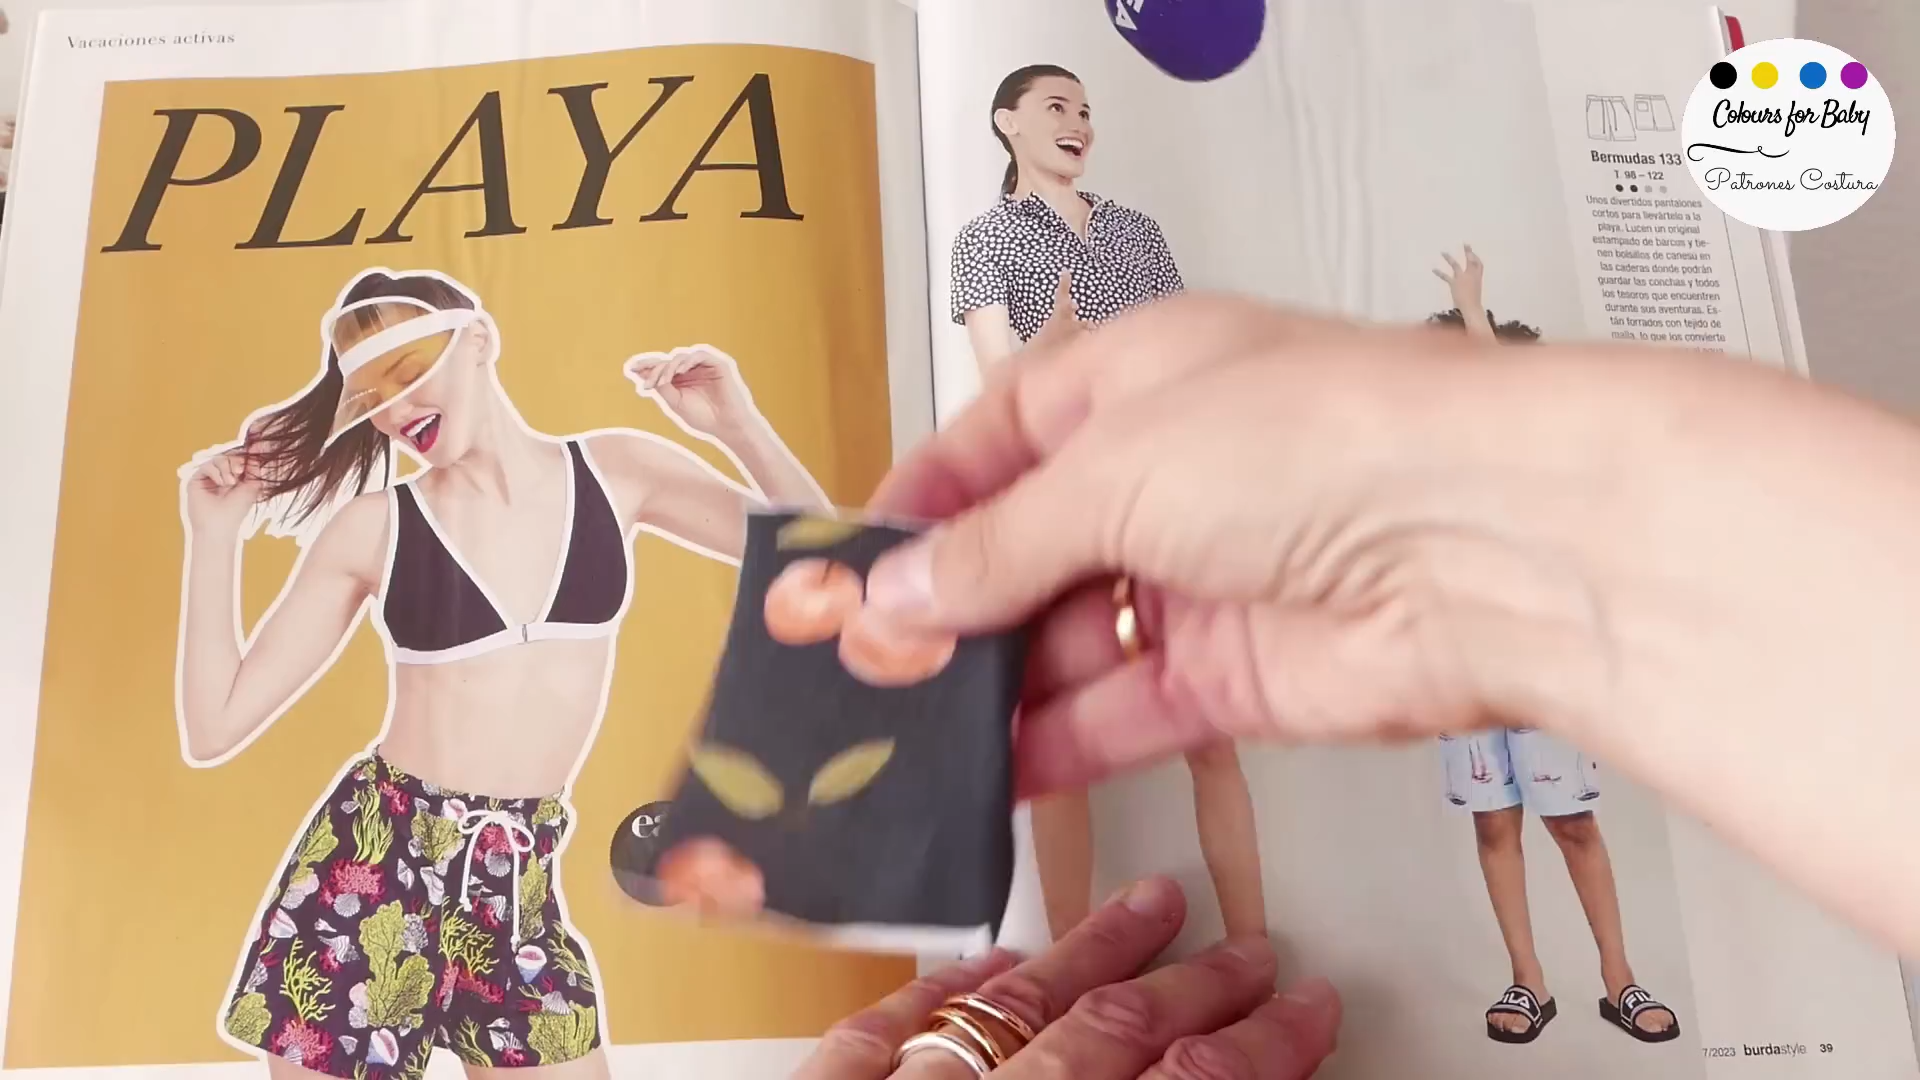 Vacaciones activas
PLAYA
Colours for Baby
Patrones Costura
Bermudas 133
T. 98 – 122
Unos divertidos pantalones
cortos para llevártelo a la
playa. Lucen un original
estampado de barcos y tie-
nen bolsillos de canesú en
las caderas donde podrán
guardar las conchas y todos
los tesoros que encuentren
durante sus aventuras. Es-
tán forrados con tejido de
malla, lo que los convierte
FILA
7/2023 burdastyle 39